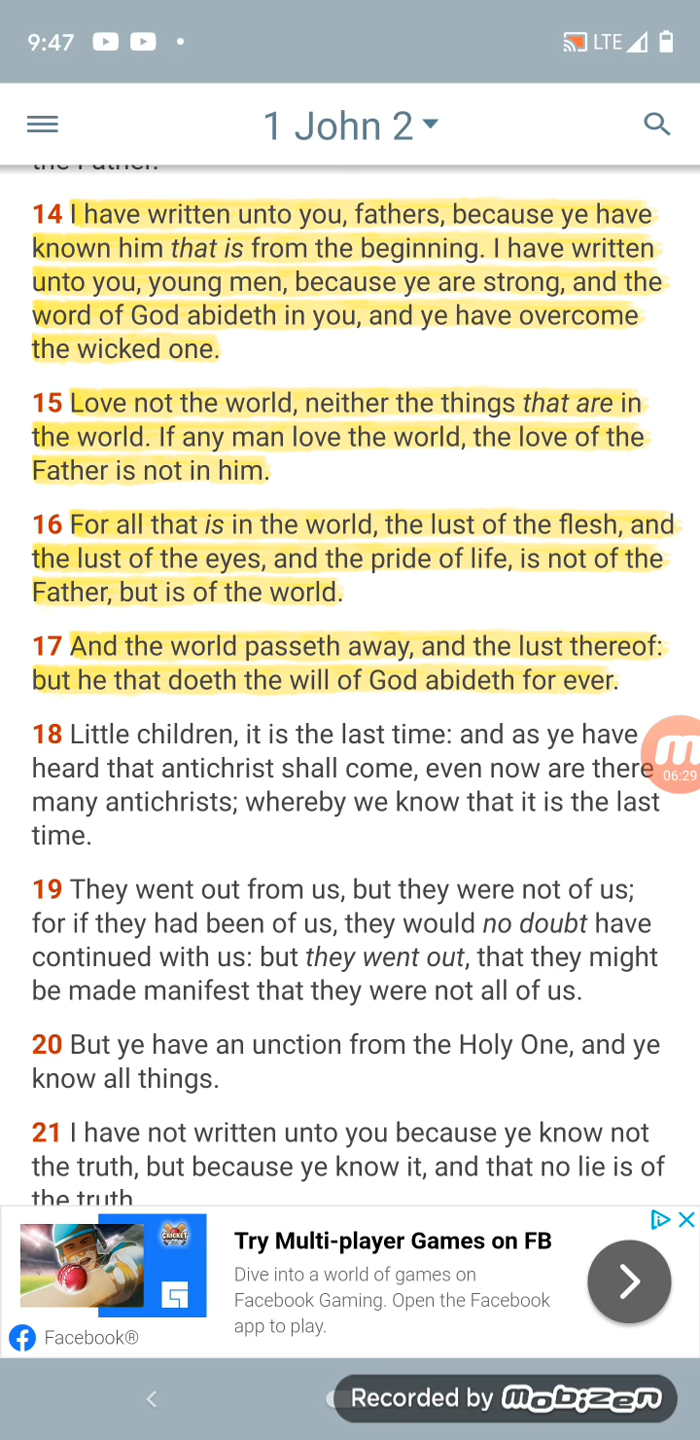 9:47
LTE
1 John 2
14 I have written unto you, fathers, because ye have
known him that is from the beginning. I have written
unto you, young men, because ye are strong, and the
word of God abideth in you, and ye have overcome
the wicked one.
15 Love not the world, neither the things that are in
the world. If any man love the world, the love of the
Father is not in him.
16 For all that is in the world, the lust of the flesh, and
the lust of the eyes, and the pride of life, is not of the
Father, but is of the world.
17 And the world passeth away, and the lust thereof:
but he that doeth the will of God abideth for ever.
18 Little children, it is the last time: and as ye have
heard that antichrist shall come, even now are there
many antichrists; whereby we know that it is the last
time.
06:29
19 They went out from us, but they were not of us;
for if they had been of us, they would no doubt have
continued with us: but they went out, that they might
be made manifest that they were not all of us.
20 But ye have an unction from the Holy One, and ye
know all things.
21 I have not written unto you because ye know not
the truth, but because ye know it, and that no lie is of
the truth
CRICKET
Try Multi-player Games on FB
Dive into a world of games on
Facebook Gaming. Open the Facebook
app to play.
Facebook®
Recorded by Mobizen